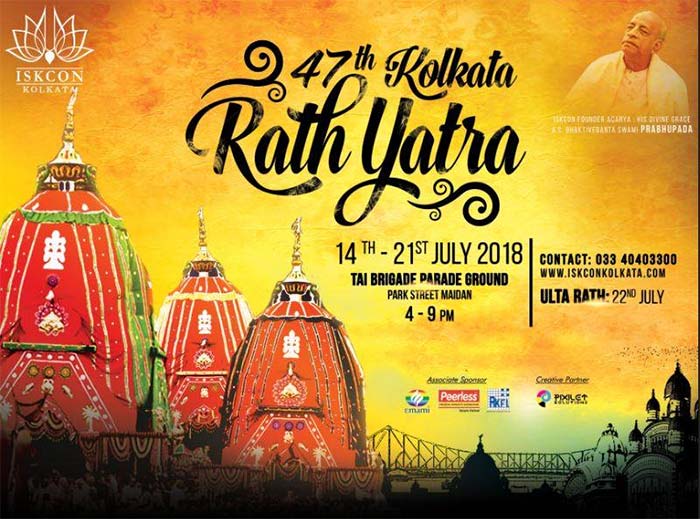 ISKCON
KOLKATA
47th Kolkata
Rath Yatra
ISKCON FOUNDER ACARYA : HIS DIVINE GRACE
A.C. BHAKTIVEDANTA SWAMI PRABHUPADA
14TH - 21ST JULY 2018
TAI BRIGADE PARADE GROUND
PARK STREET MAIDAN
4 - 9 PM
CONTACT: 033 40403300
WWW.ISKCONKOLKATA.COM
ULTA RATH: 22ND JULY
Associate Sponsor
emami
Peerless
Creative Partner
PIXILET
SOLUTIONS